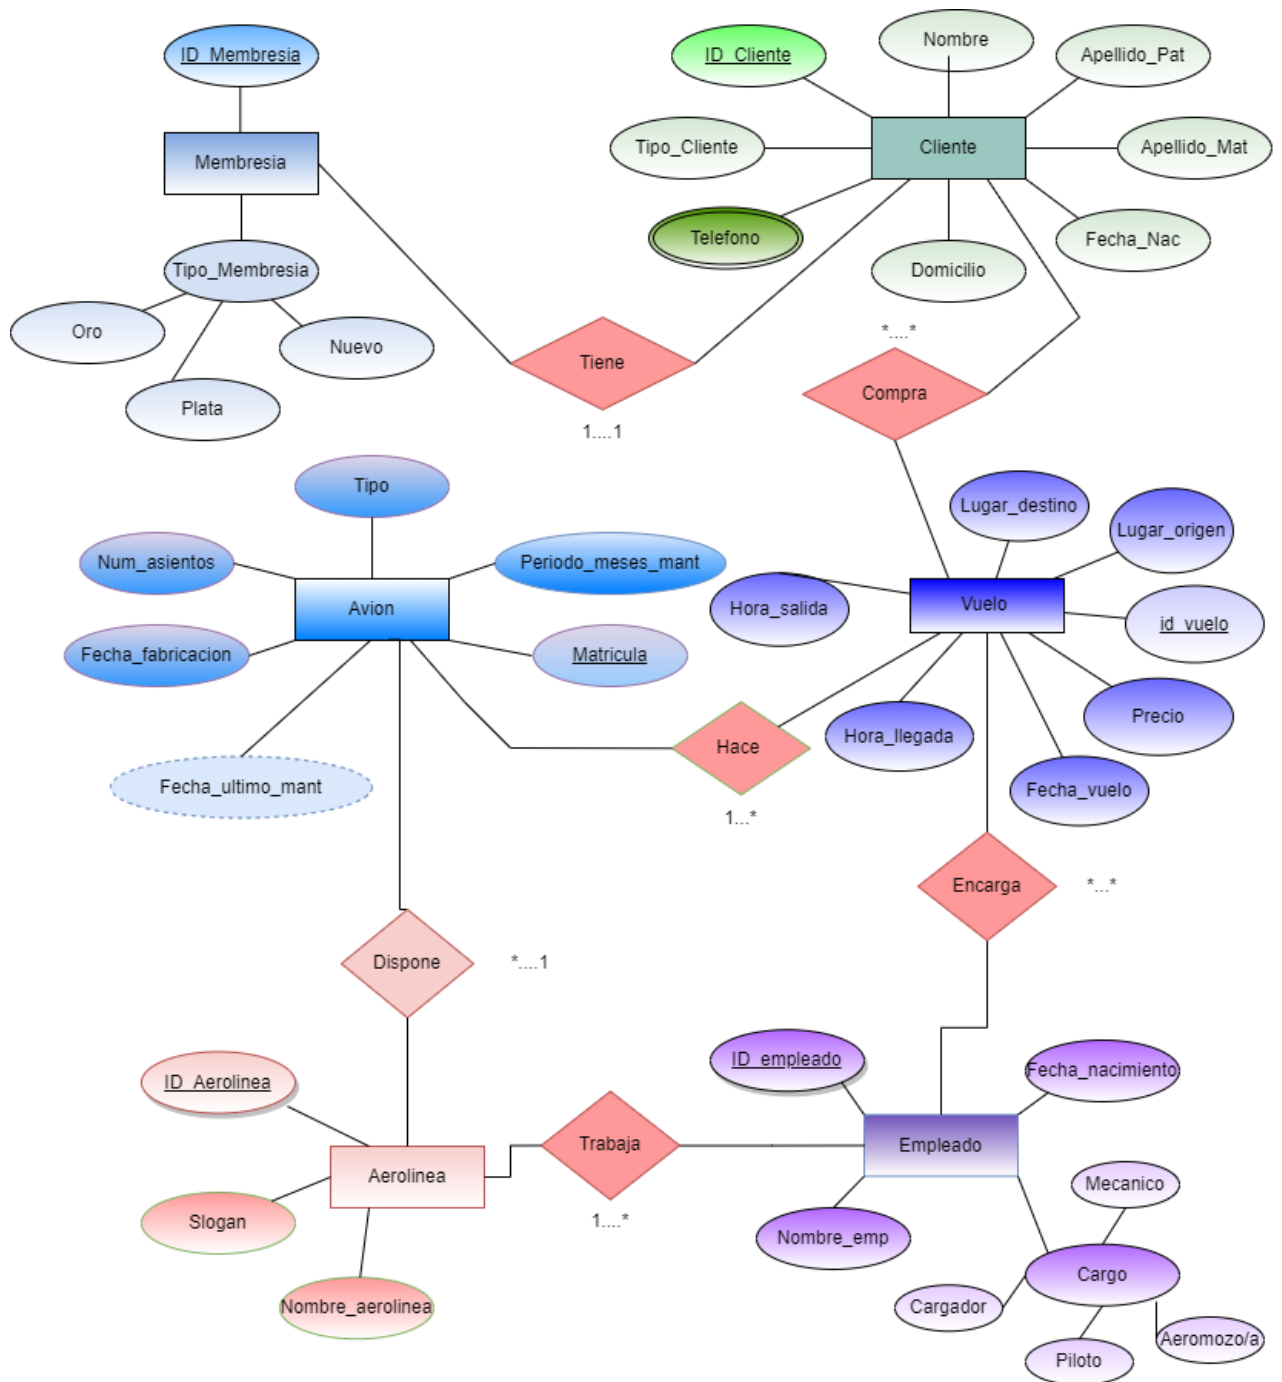 ID_Membresia
Membresia
Tipo_Membresia
Oro
Nuevo
Plata
ID_Cliente
Nombre
Apellido_Pat
Tipo_Cliente
Cliente
Apellido_Mat
Telefono
Domicilio
Fecha_Nac
Tiene
1....1
*....*
Compra
Tipo
Num_asientos
Periodo_meses_mant
Avion
Fecha_fabricacion
Matricula
Fecha_ultimo_mant
Lugar_destino
Lugar_origen
Hora_salida
Vuelo
id_vuelo
Hora_llegada
Precio
Fecha_vuelo
Hace
1...*
Encarga
*...*
Dispone
*....1
ID_Aerolinea
Aerolinea
Slogan
Nombre_aerolinea
Trabaja
1....*
ID_empleado
Fecha_nacimiento
Empleado
Nombre_emp
Mecanico
Cargo
Cargador
Piloto
Aeromozo/a